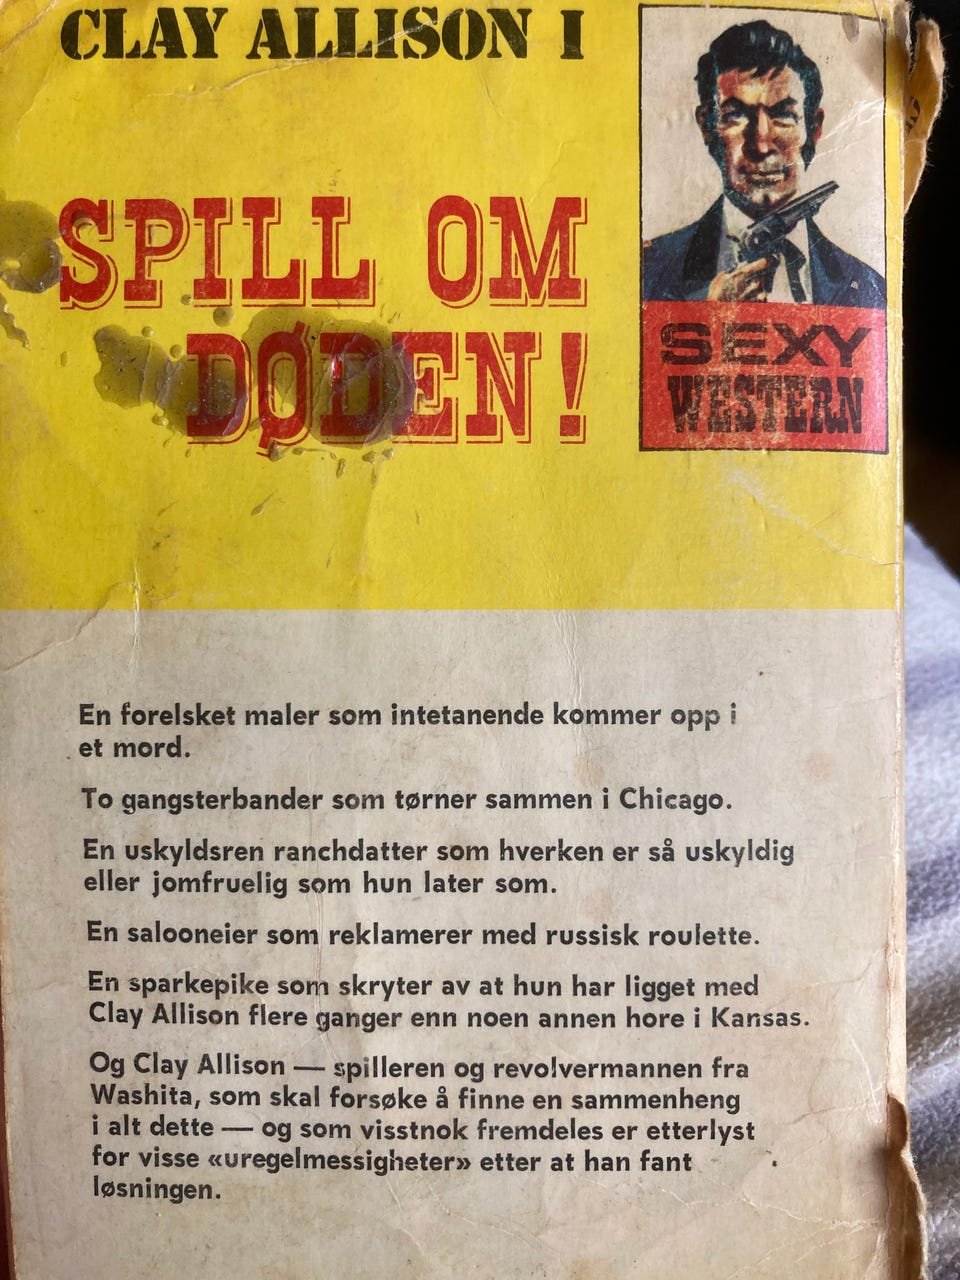 CLAY ALLISON I
SPILL OM
DØDEN!
SEXY
WESTERN
En forelsket maler som intetanende kommer opp i
et mord.
To gangsterbander som tørner sammen i Chicago.
En uskyldsren ranchdatter som hverken er så uskyldig
eller jomfruelig som hun later som.
En salooneier som reklamerer med russisk roulette.
En sparkepike som skryter av at hun har ligget med
Clay Allison flere ganger enn noen annen hore i Kansas.
Og Clay Allison — spilleren og revolvermannen fra
Washita, som skal forsøke å finne en sammenheng
i alt dette — og som visstnok fremdeles er etterlyst
for visse «uregelmessigheter» etter at han fant
løsningen.